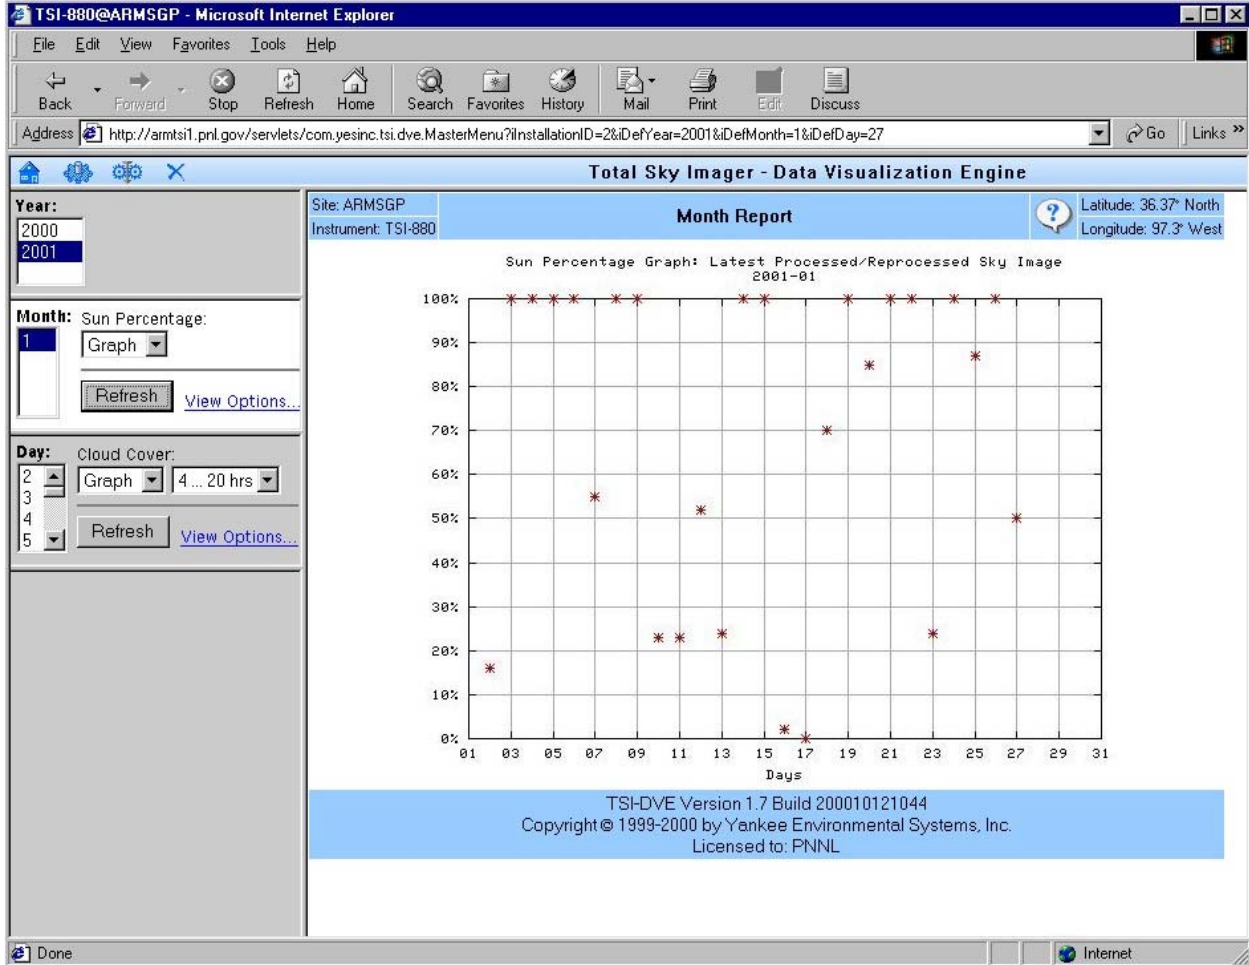 TSI-880@ARMSGP - Microsoft Internet Explorer
File Edit View Favorites Tools Help
Back Forward Stop Refresh Home Search Favorites History Mail Print Edit Discuss
Address http://armtsi1.pnl.gov/servlets/com.yesinc.tsi.dve.MasterMenu?iInstallationID=2&iDefYear=2001&iDefMonth=1&iDefDay=27 Go Links »
Total Sky Imager - Data Visualization Engine
Year:
2000
2001
Month: Sun Percentage:
1 Graph
Refresh View Options...
Day: Cloud Cover:
2 Graph 4 ... 20 hrs
3
4
5 Refresh View Options...
Site: ARMSGP
Instrument: TSI-880
Month Report
?
Latitude: 36.37° North
Longitude: 97.3° West
Sun Percentage Graph: Latest Processed/Reprocessed Sky Image
2001-01
100%
90%
80%
70%
60%
50%
40%
30%
20%
10%
0%
01 03 05 07 09 11 13 15 17 19 21 23 25 27 29 31
Days
TSI-DVE Version 1.7 Build 200010121044
Copyright © 1999-2000 by Yankee Environmental Systems, Inc.
Licensed to: PNNL
Done Internet